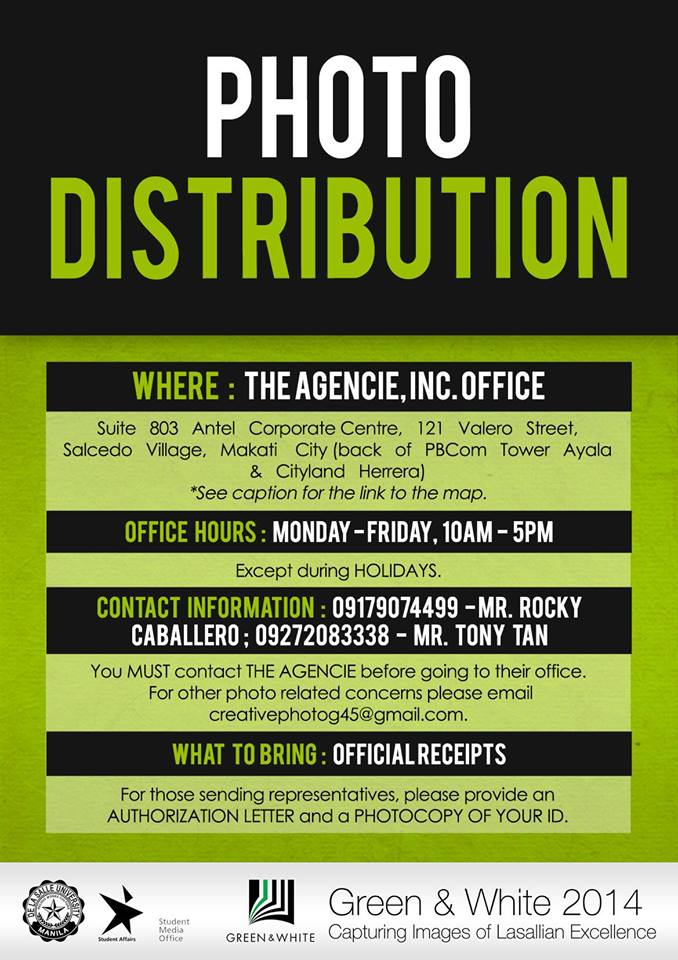 PHOTO
DISTRIBUTION
WHERE : THE AGENCIE, INC. OFFICE
Suite 803 Antel Corporate Centre, 121 Valero Street,
Salcedo Village, Makati City (back of PBCom Tower Ayala
& Cityland Herrera)
*See caption for the link to the map.
OFFICE HOURS : MONDAY - FRIDAY, 10AM - 5PM
Except during HOLIDAYS.
CONTACT INFORMATION : 09179074499 - MR. ROCKY
CABALLERO ; 09272083338 - MR. TONY TAN
You MUST contact THE AGENCIE before going to their office.
For other photo related concerns please email
creativephotog45@gmail.com.
WHAT TO BRING : OFFICIAL RECEIPTS
For those sending representatives, please provide an
AUTHORIZATION LETTER and a PHOTOCOPY OF YOUR ID.
DE LA SALLE UNIVERSITY
MANILA
Student Affairs
Student
Media
Office
GREEN & WHITE
Green & White 2014
Capturing Images of Lasallian Excellence